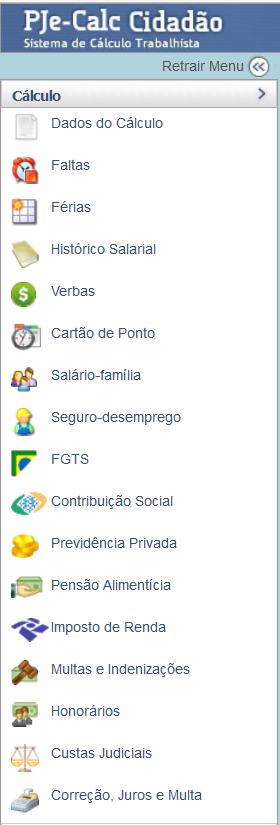 PJe-Calc Cidadão
Sistema de Cálculo Trabalhista
Retrair Menu
Cálculo
Dados do Cálculo
Faltas
Férias
Histórico Salarial
Verbas
Cartão de Ponto
Salário-família
Seguro-desemprego
FGTS
Contribuição Social
Previdência Privada
Pensão Alimentícia
Imposto de Renda
Multas e Indenizações
Honorários
Custas Judiciais
Correção, Juros e Multa